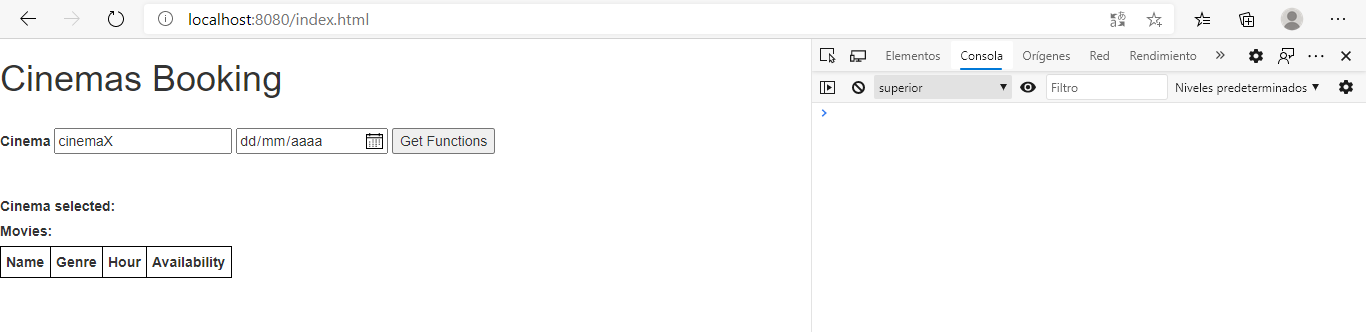 localhost:8080/index.html
Cinemas Booking
Cinema cinemaX dd/mm/aaaa Get Functions
Cinema selected:
Movies:
Name Genre Hour Availability
Elementos Consola Orígenes Red Rendimiento
superior Filtro Niveles predeterminados